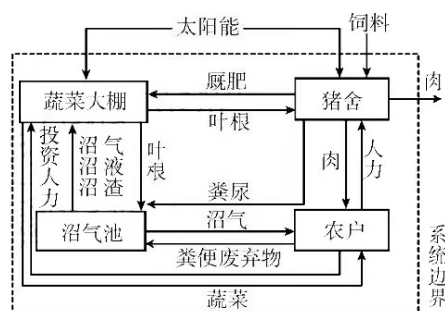 太阳能
饲料
肉
蔬菜大棚
厩肥
叶根
猪舍
投资人力
沼气
沼液
沼渣
叶根
肉
人力
粪尿
沼气池
沼气
农户
粪便废弃物
蔬菜
系统边界